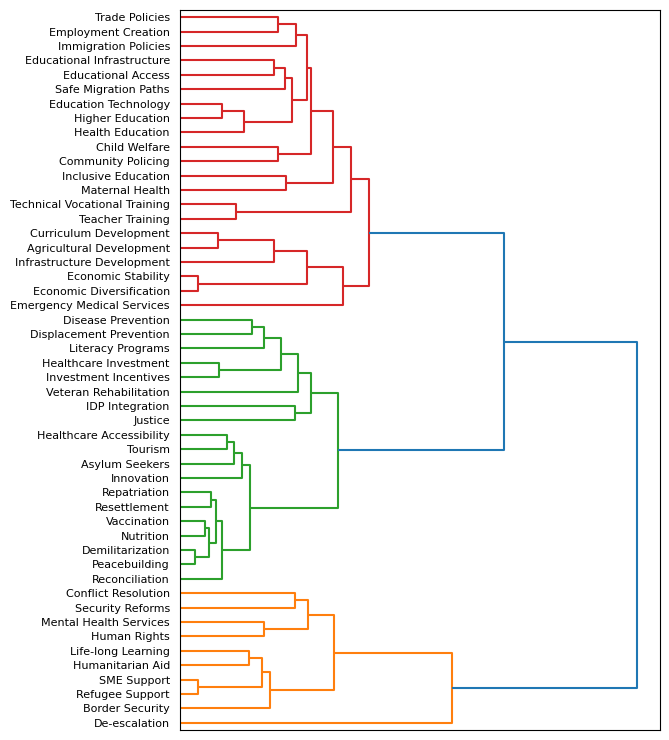 Trade Policies
Employment Creation
Immigration Policies
Educational Infrastructure
Educational Access
Safe Migration Paths
Education Technology
Higher Education
Health Education
Child Welfare
Community Policing
Inclusive Education
Maternal Health
Technical Vocational Training
Teacher Training
Curriculum Development
Agricultural Development
Infrastructure Development
Economic Stability
Economic Diversification
Emergency Medical Services
Disease Prevention
Displacement Prevention
Literacy Programs
Healthcare Investment
Investment Incentives
Veteran Rehabilitation
IDP Integration
Justice
Healthcare Accessibility
Tourism
Asylum Seekers
Innovation
Repatriation
Resettlement
Vaccination
Nutrition
Demilitarization
Peacebuilding
Reconciliation
Conflict Resolution
Security Reforms
Mental Health Services
Human Rights
Life-long Learning
Humanitarian Aid
SME Support
Refugee Support
Border Security
De-escalation